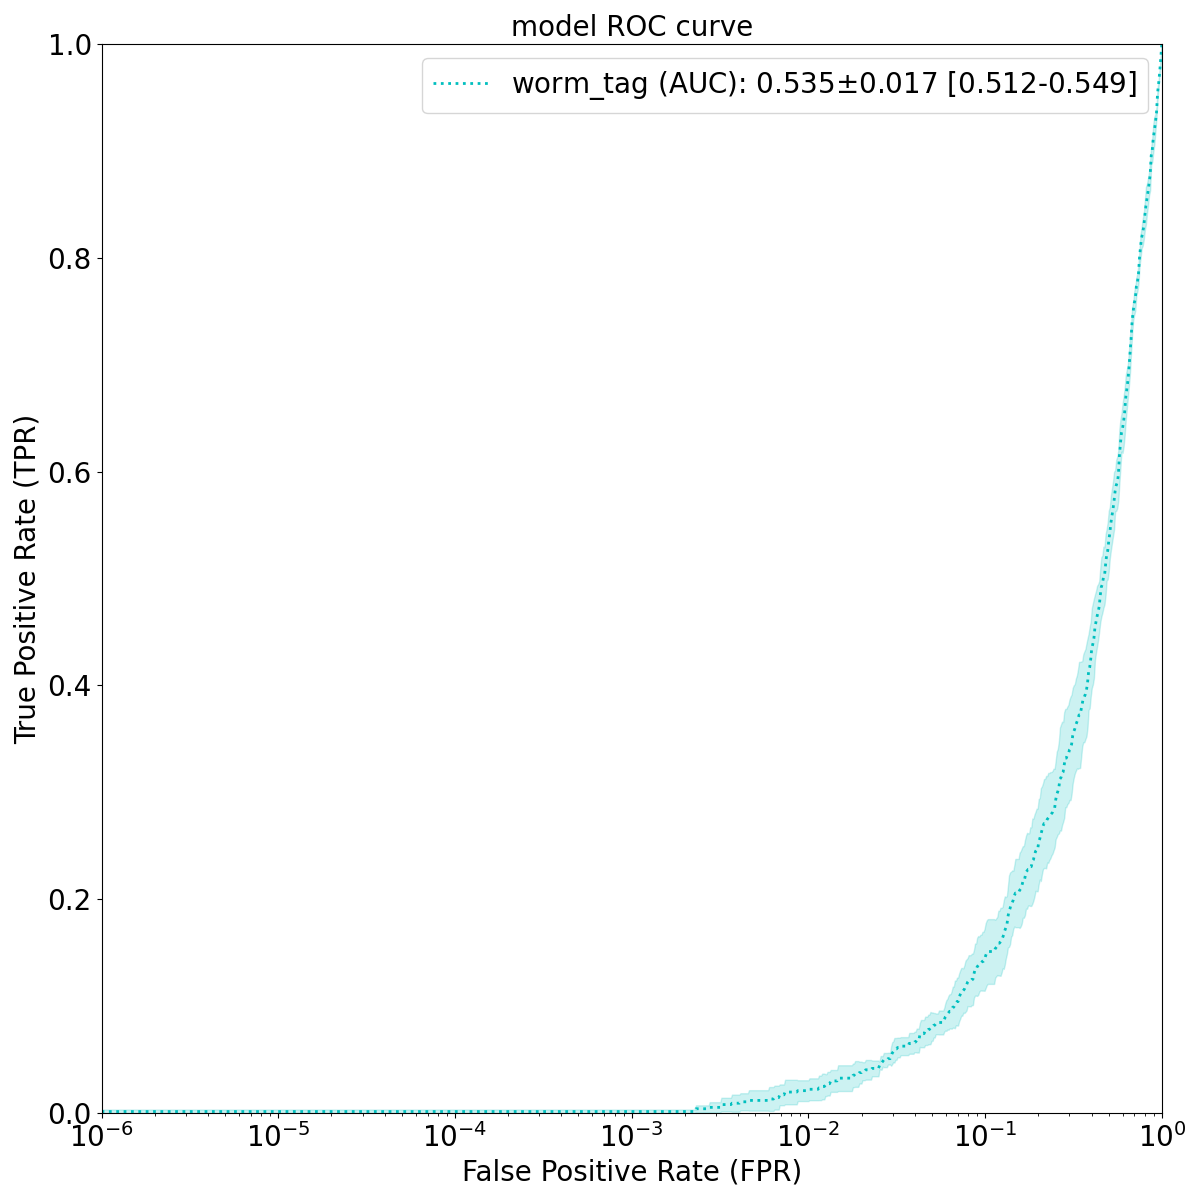 model ROC curve
worm_tag (AUC): 0.535±0.017 [0.512-0.549]
1.0
0.8
0.6
0.4
0.2
0.0
True Positive Rate (TPR)
10⁻⁶ 10⁻⁵ 10⁻⁴ 10⁻³ 10⁻² 10⁻¹ 10⁰
False Positive Rate (FPR)